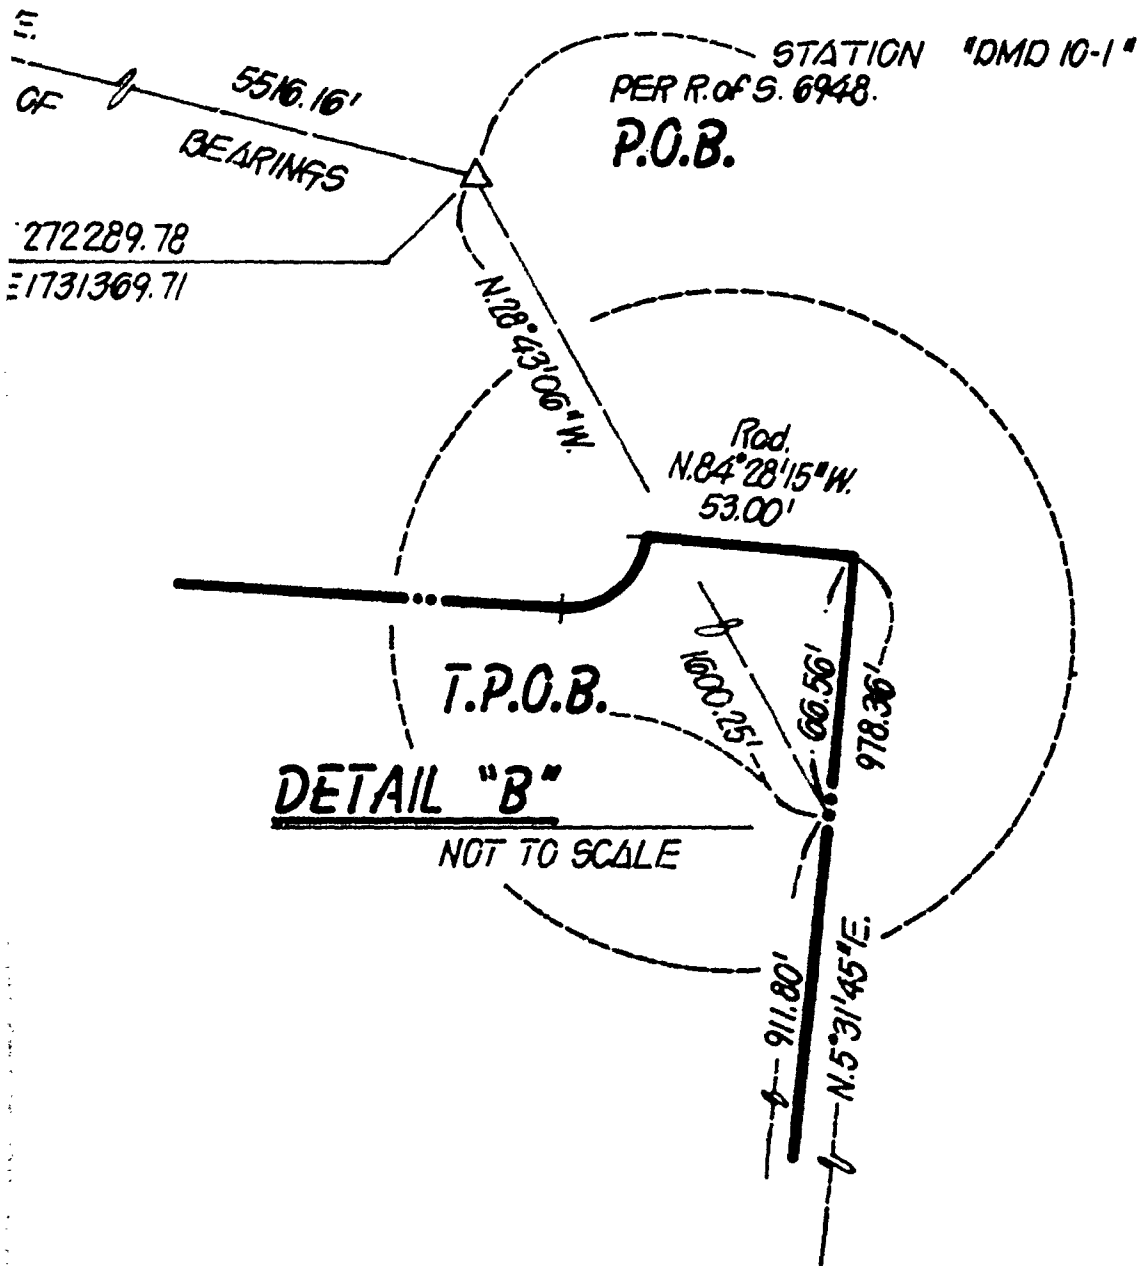 E.
OF
5516.16'
BEARINGS
STATION "DMD 10-1"
PER R.of S. 6948.
P.O.B.
272289.78
E1731369.71
N.28°43'06"W.
Rad.
N.84°28'15"W.
53.00'
T.P.O.B.
1600.25'
66.56'
978.36'
DETAIL "B"
NOT TO SCALE
911.80'
N.5°31'45"E.